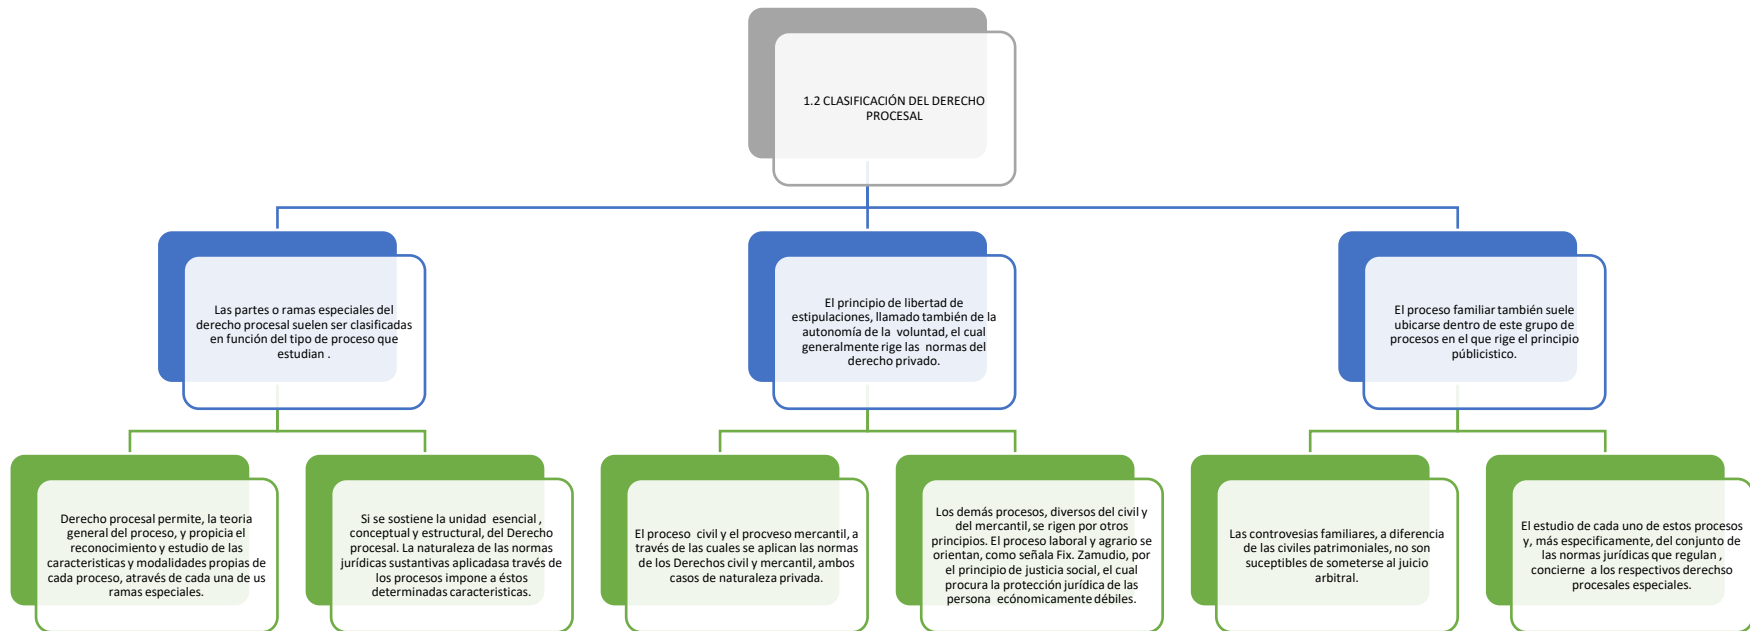 1.2 CLASIFICACIÓN DEL DERECHO
PROCESAL
Las partes o ramas especiales del
derecho procesal suelen ser clasificadas
en función del tipo de proceso que
estudian .
El principio de libertad de
estipulaciones, llamado también de la
autonomía de la voluntad, el cual
generalmente rige las normas del
derecho privado.
El proceso familiar también suele
ubicarse dentro de este grupo de
procesos en el que rige el principio
públicistico.
Derecho procesal permite, la teoria
general del proceso, y propicia el
reconocimiento y estudio de las
caracteristicas y modalidades propias de
cada proceso, através de cada una de us
ramas especiales.
Si se sostiene la unidad esencial ,
conceptual y estructural, del Derecho
procesal. La naturaleza de las normas
jurídicas sustantivas aplicadasa través de
los procesos impone a éstos
determinadas caracteristicas.
El proceso civil y el procveso mercantil, a
través de las cuales se aplican las normas
de los Derechos civil y mercantil, ambos
casos de naturaleza privada.
Los demás procesos, diversos del civil y
del mercantil, se rigen por otros
principios. El proceso laboral y agrario se
orientan, como señala Fix. Zamudio, por
el principio de justicia social, el cual
procura la protección jurídica de las
persona ecónomicamente débiles.
Las controvesias familiares, a diferencia
de las civiles patrimoniales, no son
suceptibles de someterse al juicio
arbitral.
El estudio de cada uno de estos procesos
y, más especificamente, del conjunto de
las normas jurídicas que regulan ,
concierne a los respectivos derechso
procesales especiales.